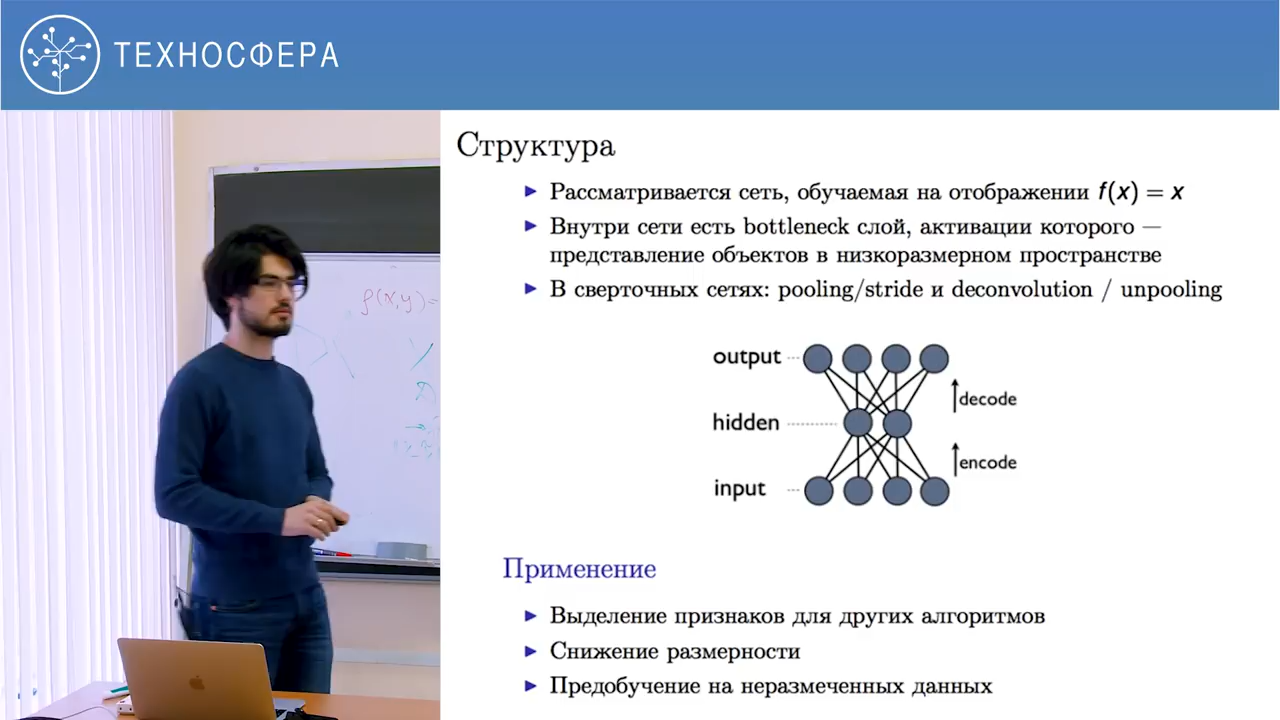 ТЕХНОСФЕРА
Структура
Рассматривается сеть, обучаемая на отображении f(x) = x
Внутри сети есть bottleneck слой, активации которого —
представление объектов в низкоразмерном пространстве
В сверточных сетях: pooling/stride и deconvolution / unpooling
output
decode
hidden
encode
input
Применение
Выделение признаков для других алгоритмов
Снижение размерности
Предобучение на неразмеченных данных
ρ(x,y)=